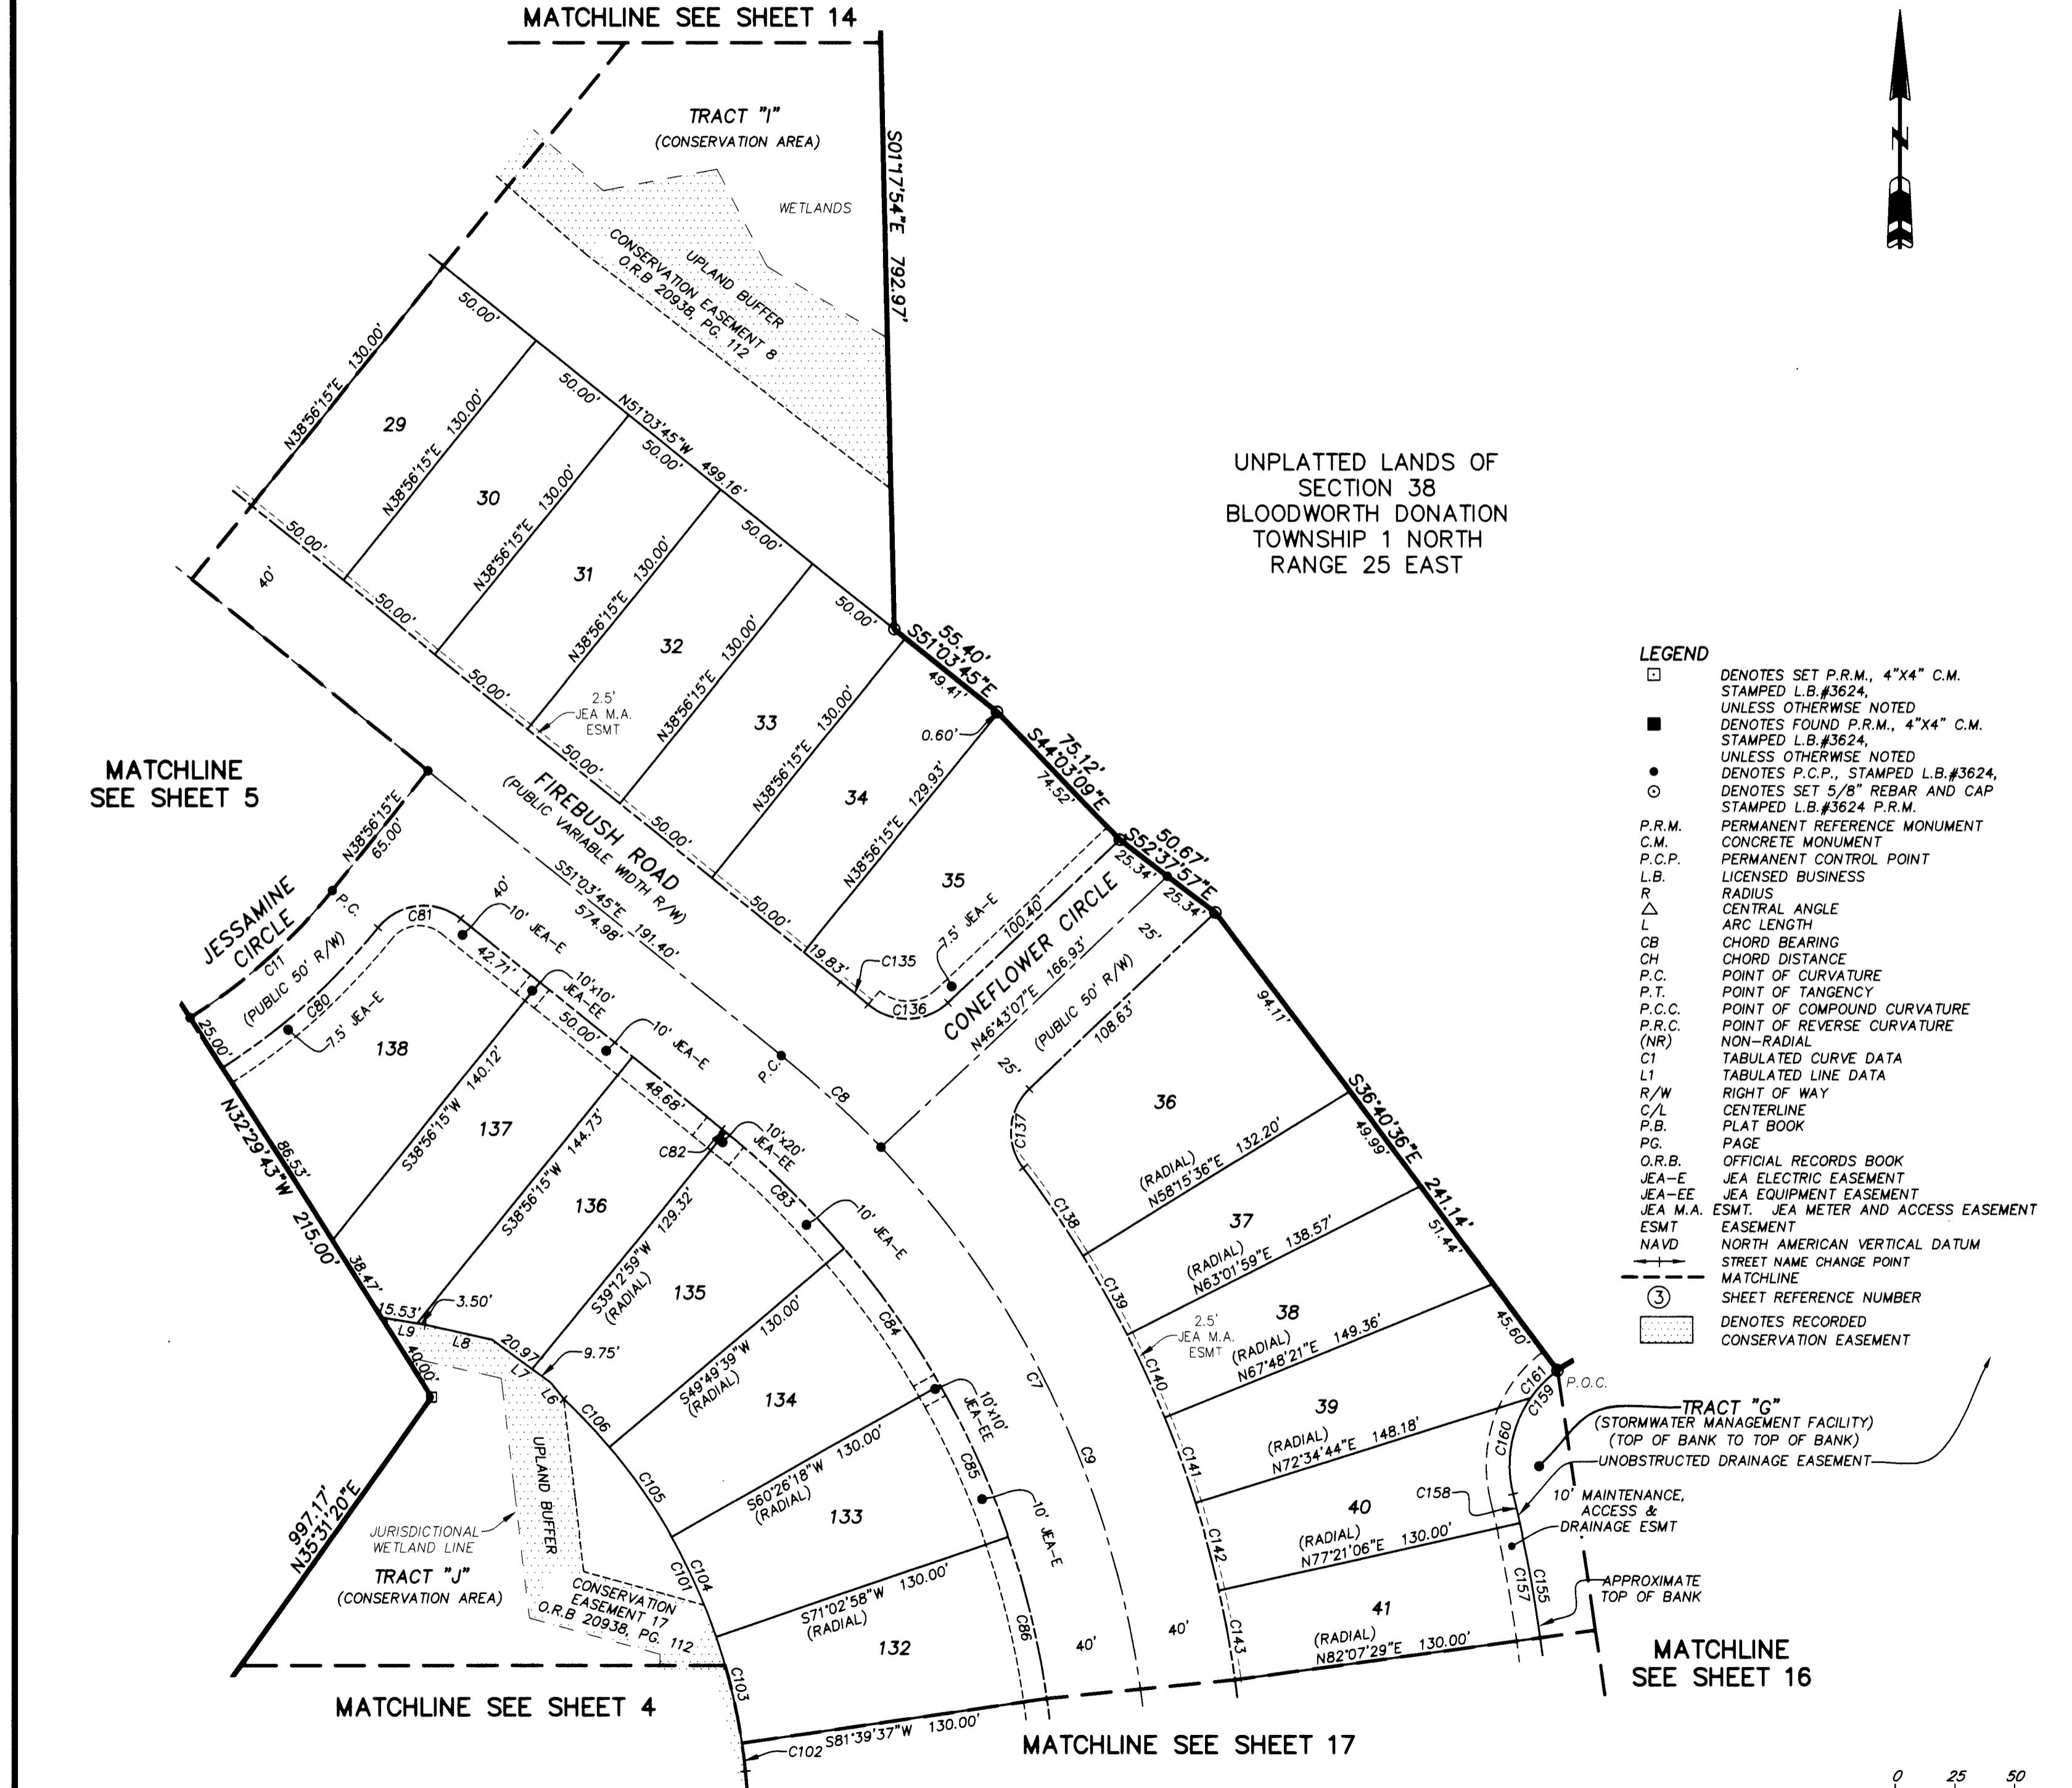 MATCHLINE SEE SHEET 14
TRACT "I"
(CONSERVATION AREA)
WETLANDS
S01°17'54"E 792.97'
UPLAND BUFFER
CONSERVATION EASEMENT 8
O.R.B 20938, PG. 112
N
50.00'
50.00'
N51°03'45"W 499.16'
50.00'
50.00'
50.00'
N38°56'15"E 130.00'
29
N38°56'15"E 130.00'
30
N38°56'15"E 130.00'
31
N38°56'15"E 130.00'
32
N38°56'15"E 130.00'
33
N38°56'15"E 130.00'
34
N38°56'15"E 129.93'
35
50.00'
50.00'
50.00'
50.00'
50.00'
50.00'
19.83'
40'
2.5'
JEA M.A.
ESMT
UNPLATTED LANDS OF
SECTION 38
BLOODWORTH DONATION
TOWNSHIP 1 NORTH
RANGE 25 EAST
55.40'
S51°03'45"E
49.41'
0.60'
75.12'
S44°03'09"E
74.52'
50.67'
S52°37'57"E
25.34'
25.34'
MATCHLINE
SEE SHEET 5
FIREBUSH ROAD
(PUBLIC VARIABLE WIDTH R/W)
S51°03'45"E 191.40'
574.98'
N38°56'15"E
65.00'
P.C.
JESSAMINE
CIRCLE
C11
(PUBLIC 50' R/W)
C80
7.5' JEA-E
C81
40'
10' JEA-E
42.71'
10'x10'
JEA-EE
50.00'
10' JEA-E
48.68'
10'x20'
JEA-EE
C82
C83
10' JEA-E
C135
C136
7.5' JEA-E
100.40'
CONEFLOWER CIRCLE
N46°43'07"E 166.93'
(PUBLIC 50' R/W)
25'
25'
108.63'
P.C.
C8
C137
94.11'
S36°40'36"E
49.99'
241.14'
51.44'
45.60'
25.00'
N32°29'43"W 215.00'
86.53'
38.47'
40.00'
138
S38°56'15"W 140.12'
137
S38°56'15"W 144.73'
136
S39°12'59"W 129.32'
(RADIAL)
135
S49°49'39"W 130.00'
(RADIAL)
134
S60°26'18"W 130.00'
(RADIAL)
133
S71°02'58"W 130.00'
(RADIAL)
132
S81°39'37"W 130.00'
15.53'
3.50'
L9
L8
20.97
L7
9.75'
L6
C106
C105
C104
C101
C103
C102
C84
10'x10'
JEA-EE
C85
10' JEA-E
C86
C7
C9
40'
40'
36
(RADIAL)
N58°15'36"E 132.20'
C138
37
(RADIAL)
N63°01'59"E 138.57'
C139
38
2.5'
JEA M.A.
ESMT
(RADIAL)
N67°48'21"E 149.36'
C140
39
(RADIAL)
N72°34'44"E 148.18'
C141
40
(RADIAL)
N77°21'06"E 130.00'
C142
41
(RADIAL)
N82°07'29"E 130.00'
C143
C161
C159
C160
C158
C157
C155
P.O.C.
TRACT "G"
(STORMWATER MANAGEMENT FACILITY)
(TOP OF BANK TO TOP OF BANK)
UNOBSTRUCTED DRAINAGE EASEMENT
10' MAINTENANCE,
ACCESS &
DRAINAGE ESMT
APPROXIMATE
TOP OF BANK
MATCHLINE
SEE SHEET 16
997.17'
N35°31'20"E
JURISDICTIONAL
WETLAND LINE
UPLAND BUFFER
TRACT "J"
(CONSERVATION AREA)
CONSERVATION
EASEMENT 17
O.R.B 20938, PG. 112
MATCHLINE SEE SHEET 4
MATCHLINE SEE SHEET 17
LEGEND
DENOTES SET P.R.M., 4"X4" C.M.
STAMPED L.B.#3624,
UNLESS OTHERWISE NOTED
DENOTES FOUND P.R.M., 4"X4" C.M.
STAMPED L.B.#3624,
UNLESS OTHERWISE NOTED
DENOTES P.C.P., STAMPED L.B.#3624,
DENOTES SET 5/8" REBAR AND CAP
STAMPED L.B.#3624 P.R.M.
P.R.M. PERMANENT REFERENCE MONUMENT
C.M. CONCRETE MONUMENT
P.C.P. PERMANENT CONTROL POINT
L.B. LICENSED BUSINESS
R RADIUS
△ CENTRAL ANGLE
L ARC LENGTH
CB CHORD BEARING
CH CHORD DISTANCE
P.C. POINT OF CURVATURE
P.T. POINT OF TANGENCY
P.C.C. POINT OF COMPOUND CURVATURE
P.R.C. POINT OF REVERSE CURVATURE
(NR) NON-RADIAL
C1 TABULATED CURVE DATA
L1 TABULATED LINE DATA
R/W RIGHT OF WAY
C/L CENTERLINE
P.B. PLAT BOOK
PG. PAGE
O.R.B. OFFICIAL RECORDS BOOK
JEA-E JEA ELECTRIC EASEMENT
JEA-EE JEA EQUIPMENT EASEMENT
JEA M.A. ESMT. JEA METER AND ACCESS EASEMENT
ESMT EASEMENT
NAVD NORTH AMERICAN VERTICAL DATUM
STREET NAME CHANGE POINT
MATCHLINE
3 SHEET REFERENCE NUMBER
DENOTES RECORDED
CONSERVATION EASEMENT
0 25 50